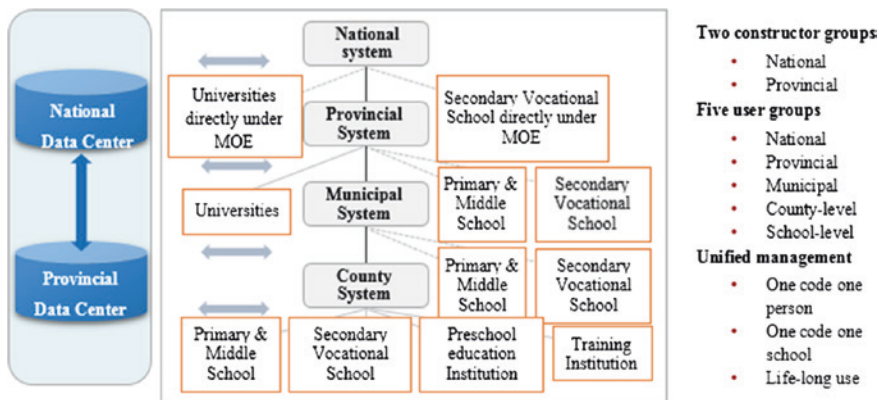 National
Data Center
Provincial
Data Center
National
system
Universities
directly under
MOE
Secondary Vocational
School directly under
MOE
Provincial
System
Universities
Primary &
Middle
School
Secondary
Vocational
School
Municipal
System
Primary &
Middle
School
Secondary
Vocational
School
County
System
Primary &
Middle
School
Secondary
Vocational
School
Preschool
education
Institution
Training
Institution
Two constructor groups:
• National
• Provincial
Five user groups
• National
• Provincial
• Municipal
• County-level
• School-level
Unified management
• One code one
person
• One code one
school
• Life-long use